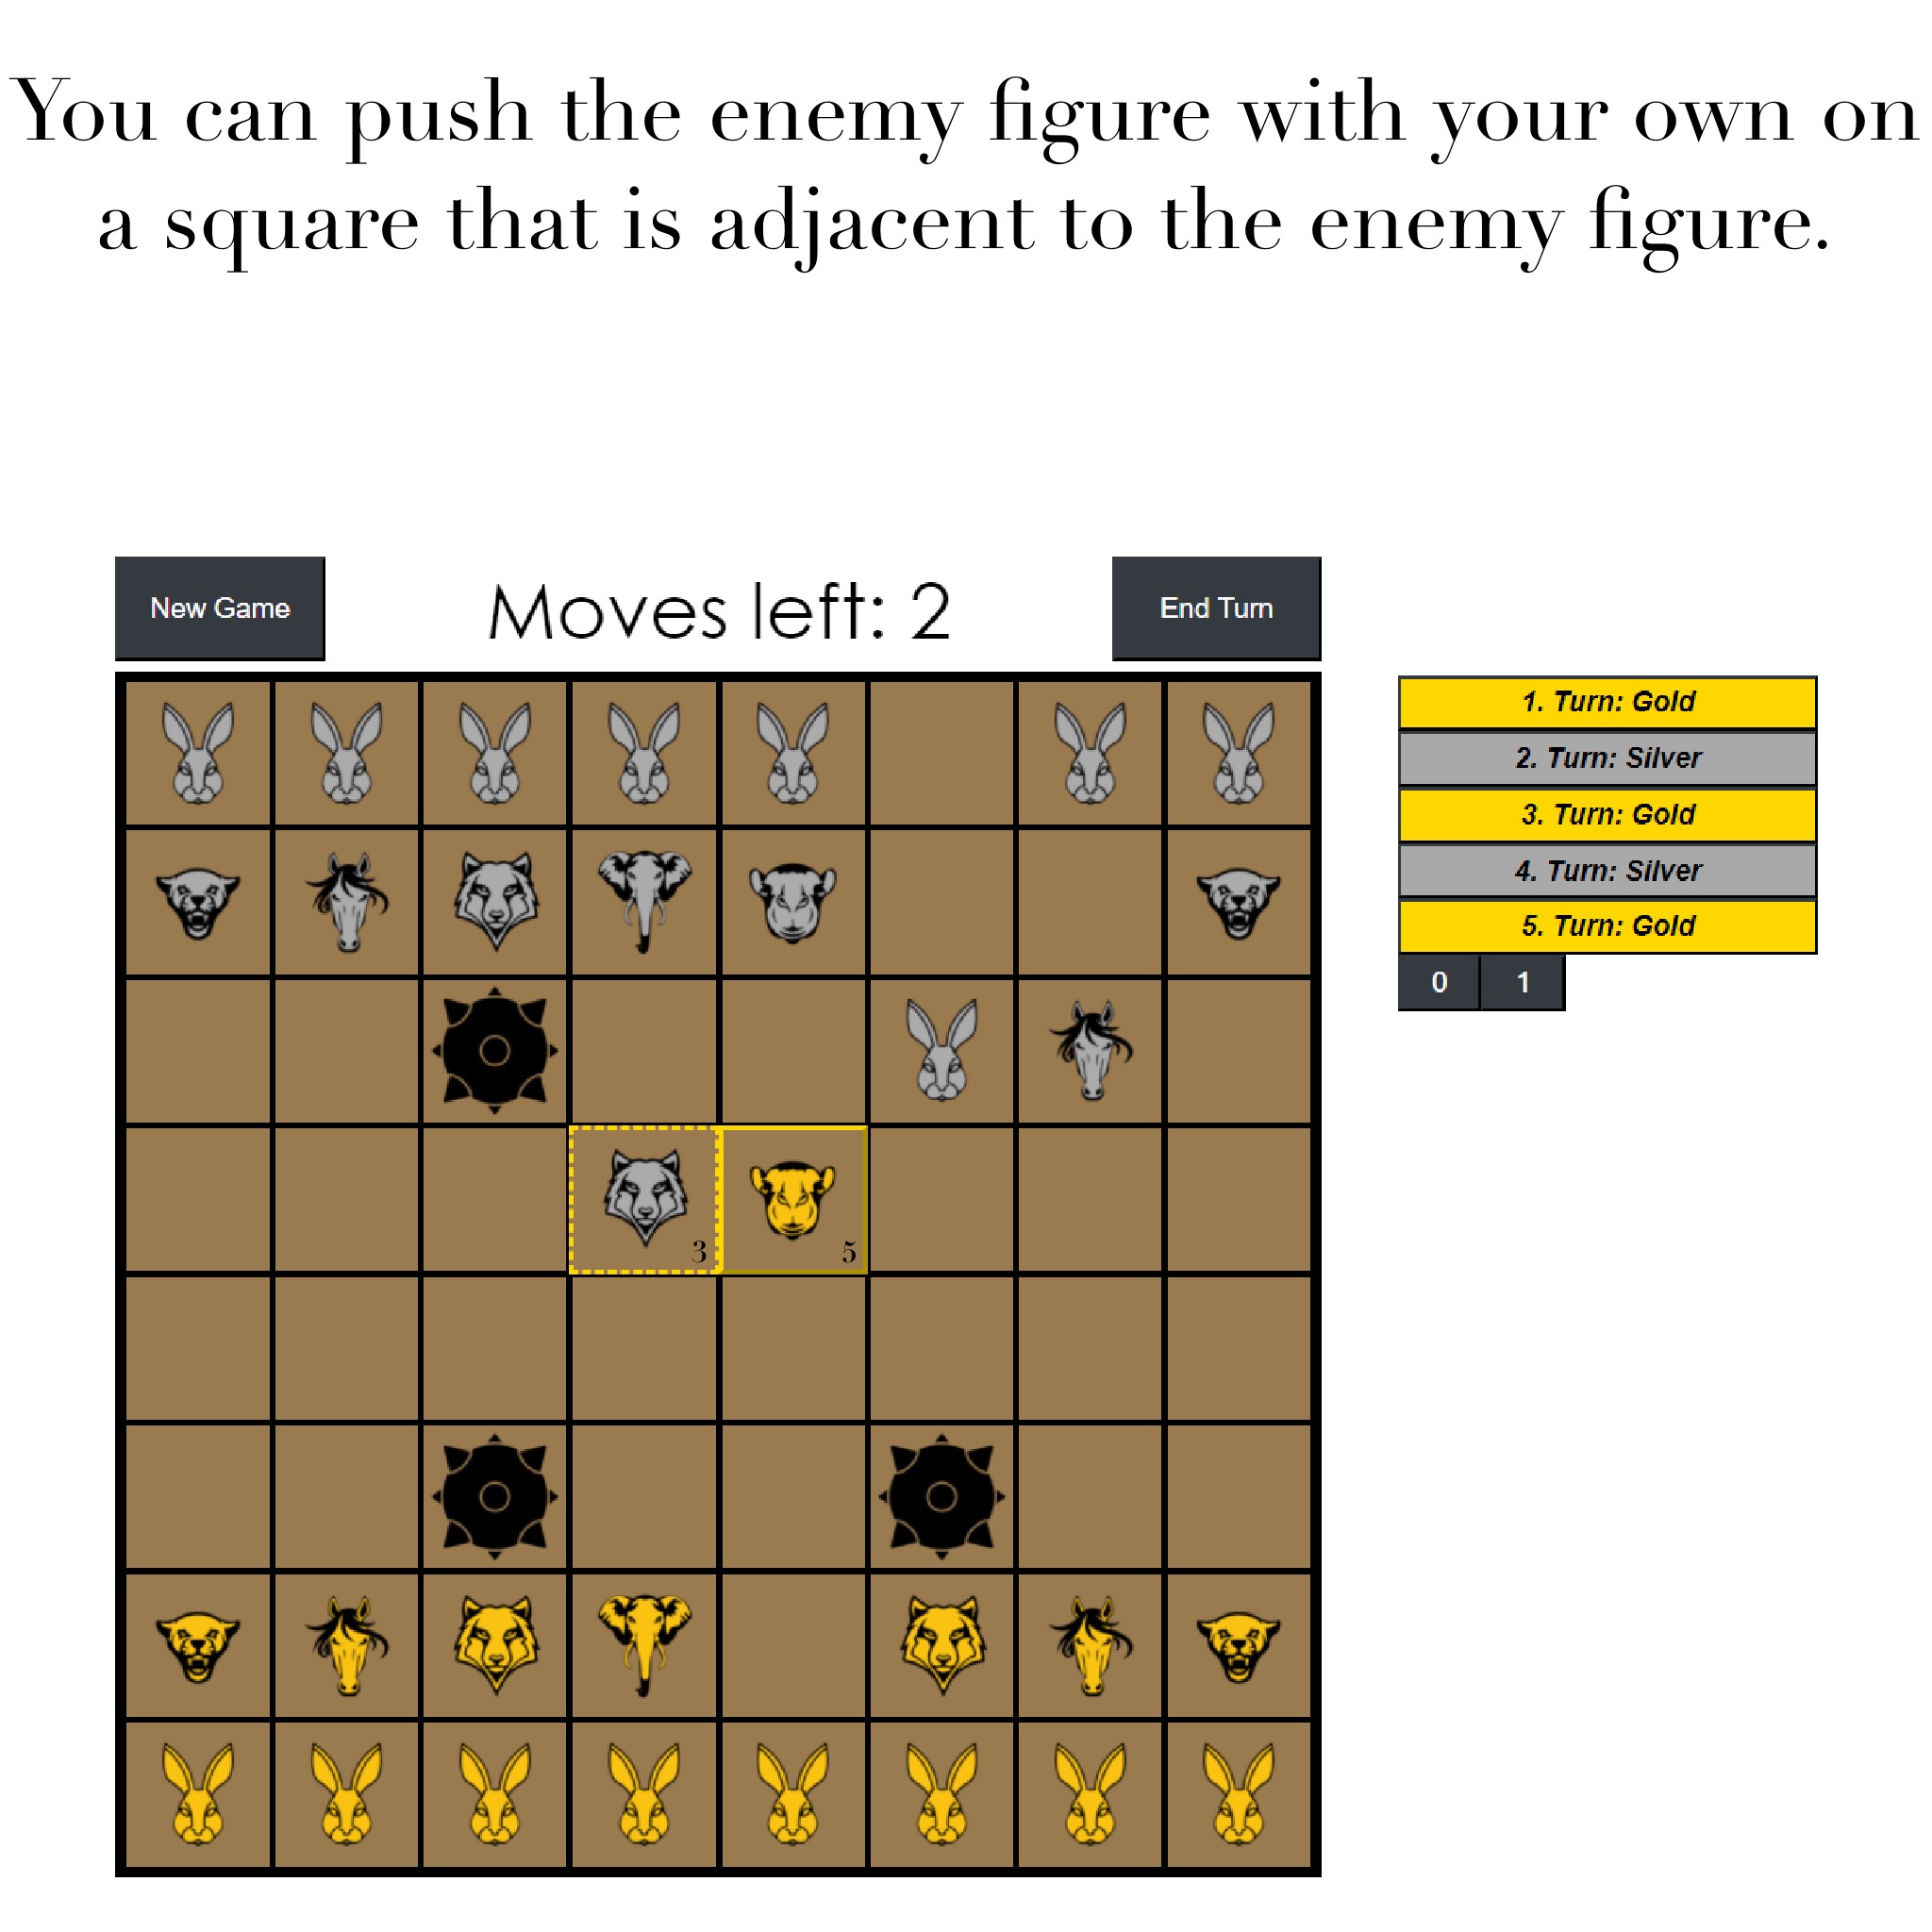 You can push the enemy figure with your own on
a square that is adjacent to the enemy figure.
New Game
Moves left: 2
End Turn
1. Turn: Gold
2. Turn: Silver
3. Turn: Gold
4. Turn: Silver
5. Turn: Gold
0 1
3 5